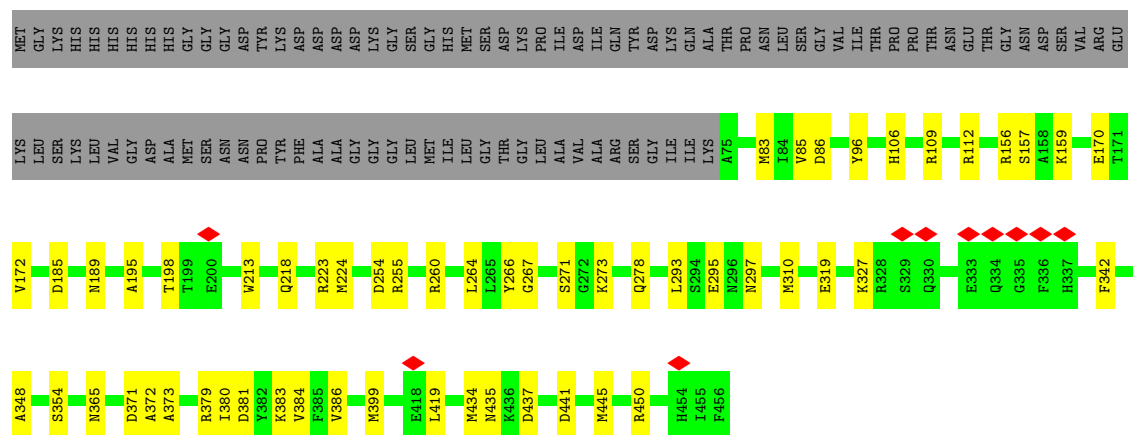 MET GLY LYS HIS HIS HIS HIS HIS HIS GLY GLY GLY ASP TYR LYS ASP ASP ASP ASP LYS GLY SER GLY HIS MET SER ASP LYS PRO ILE ASP ILE GLN TYR ASP LYS GLN ALA THR PRO ASN LEU SER GLY VAL ILE THR PRO PRO THR ASN GLU THR GLY ASN ASP SER VAL ARG GLU
LYS LEU SER LYS LEU VAL GLY ASP ALA MET SER ASN ASN PRO TYR PHE ALA ALA GLY GLY GLY LEU MET ILE LEU GLY THR GLY LEU ALA VAL ALA ARG SER GLY ILE ILE LYS A75 M83 I84 V85 D86 Y96 H106 R109 R112 R156 S157 A158 K159 E170 T171
V172 D185 N189 A195 T198 T199 E200 W213 Q218 R223 M224 D254 R255 R260 L264 L265 Y266 G267 S271 G272 K273 Q278 L293 S294 E295 N296 N297 M310 E319 K327 R328 S329 Q330 E333 Q334 G335 F336 H337 F342
A348 S354 N365 D371 A372 A373 R379 I380 D381 Y382 K383 V384 F385 V386 M399 E418 L419 M434 N435 K436 D437 D441 M445 R450 H454 I455 F456